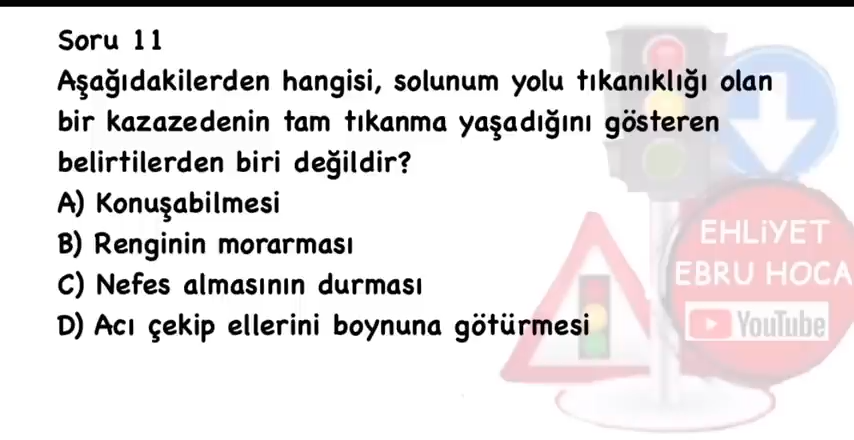 Soru 11
Aşağıdakilerden hangisi, solunum yolu tıkanıklığı olan
bir kazazedenin tam tıkanma yaşadığını gösteren
belirtilerden biri değildir?
A) Konuşabilmesi
B) Renginin morarması
C) Nefes almasının durması
D) Acı çekip ellerini boynuna götürmesi
EHLİYET
EBRU HOCA
YouTube